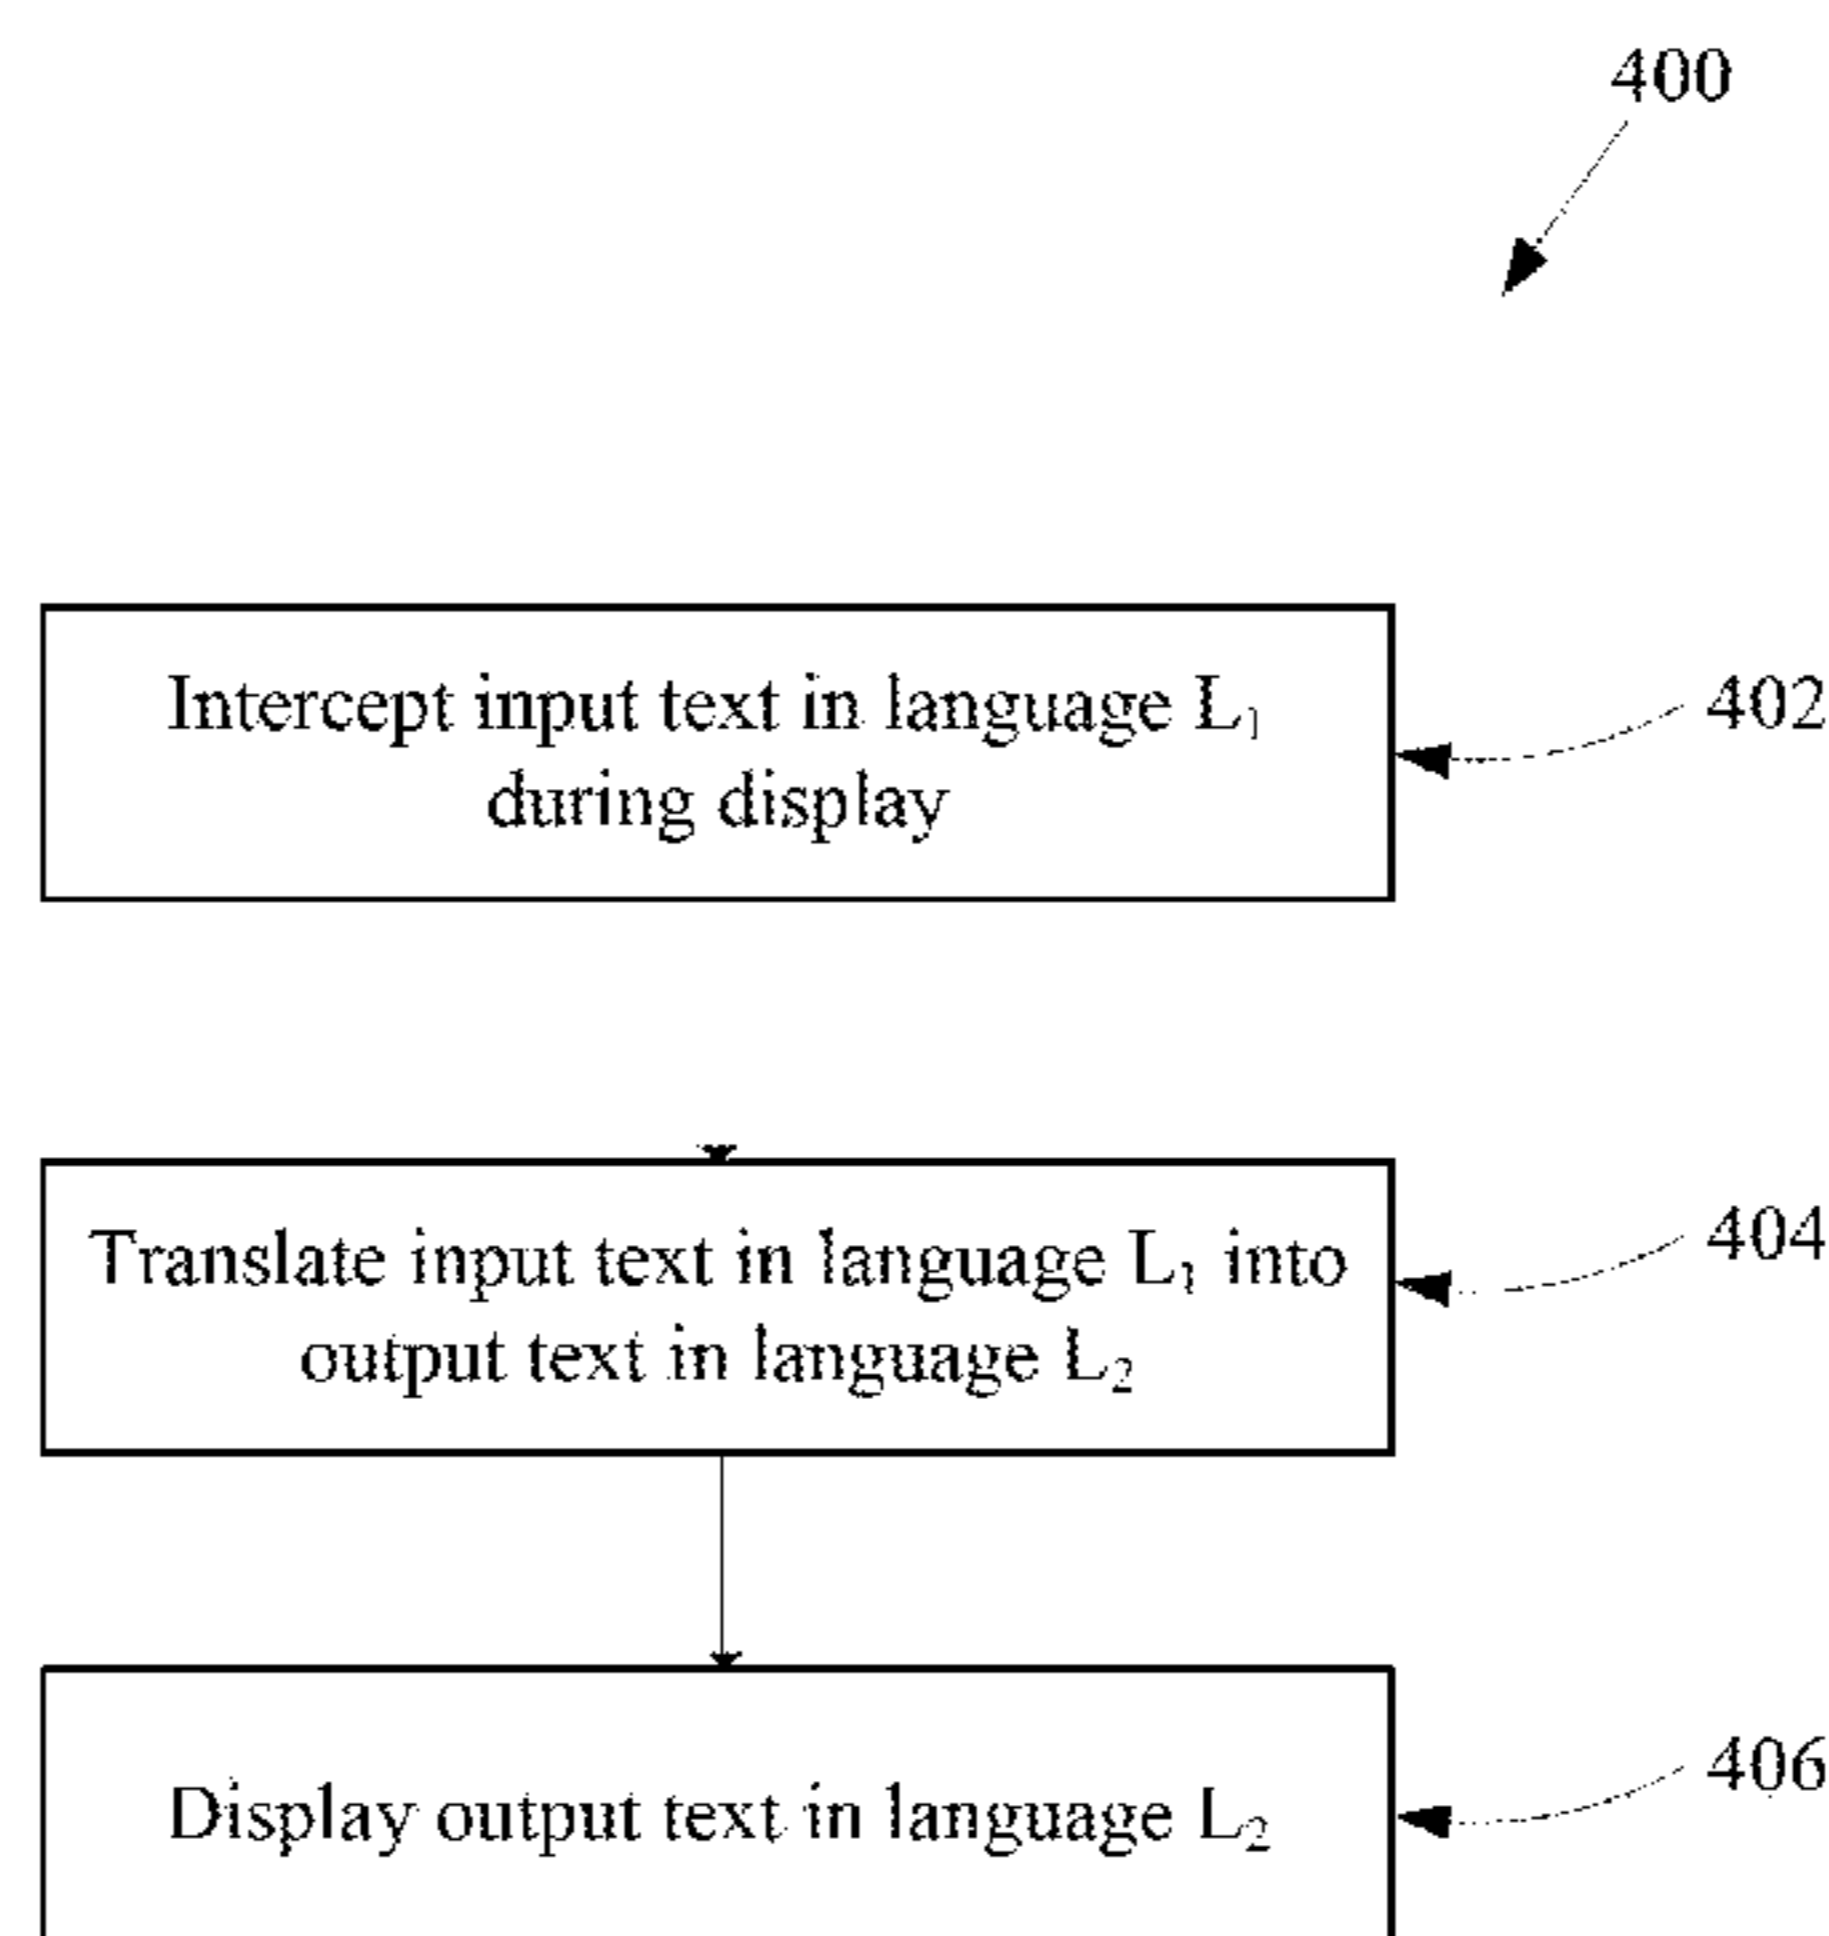 400
Intercept input text in language L₁
during display
402
Translate input text in language L₁ into
output text in language L₂
404
Display output text in language L₂
406